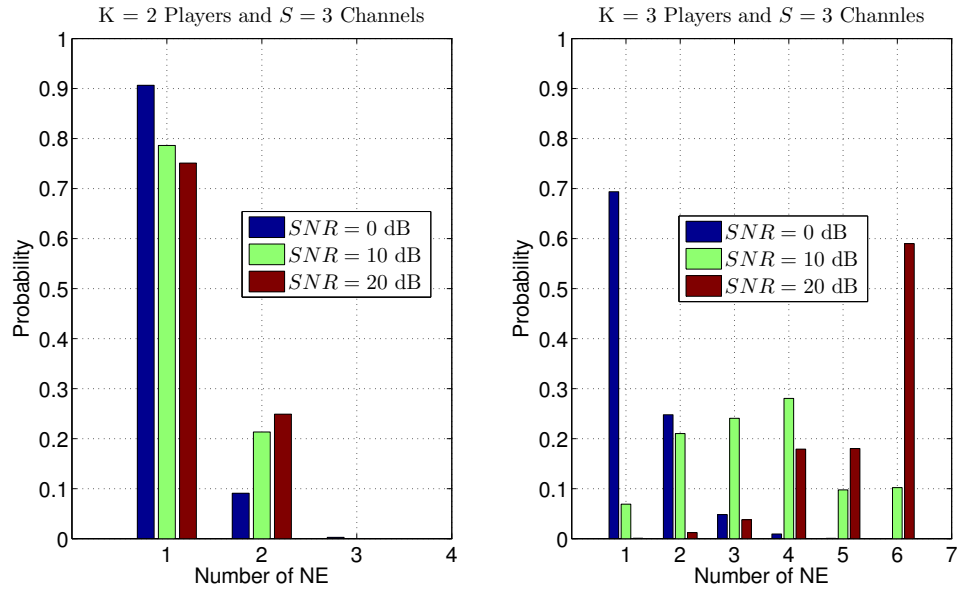 K = 2 Players and S = 3 Channels
1
0.9
0.8
0.7
0.6
0.5
0.4
0.3
0.2
0.1
0
Probability
SNR = 0 dB
SNR = 10 dB
SNR = 20 dB
1 2 3 4
Number of NE
K = 3 Players and S = 3 Channles
1
0.9
0.8
0.7
0.6
0.5
0.4
0.3
0.2
0.1
0
Probability
SNR = 0 dB
SNR = 10 dB
SNR = 20 dB
1 2 3 4 5 6 7
Number of NE